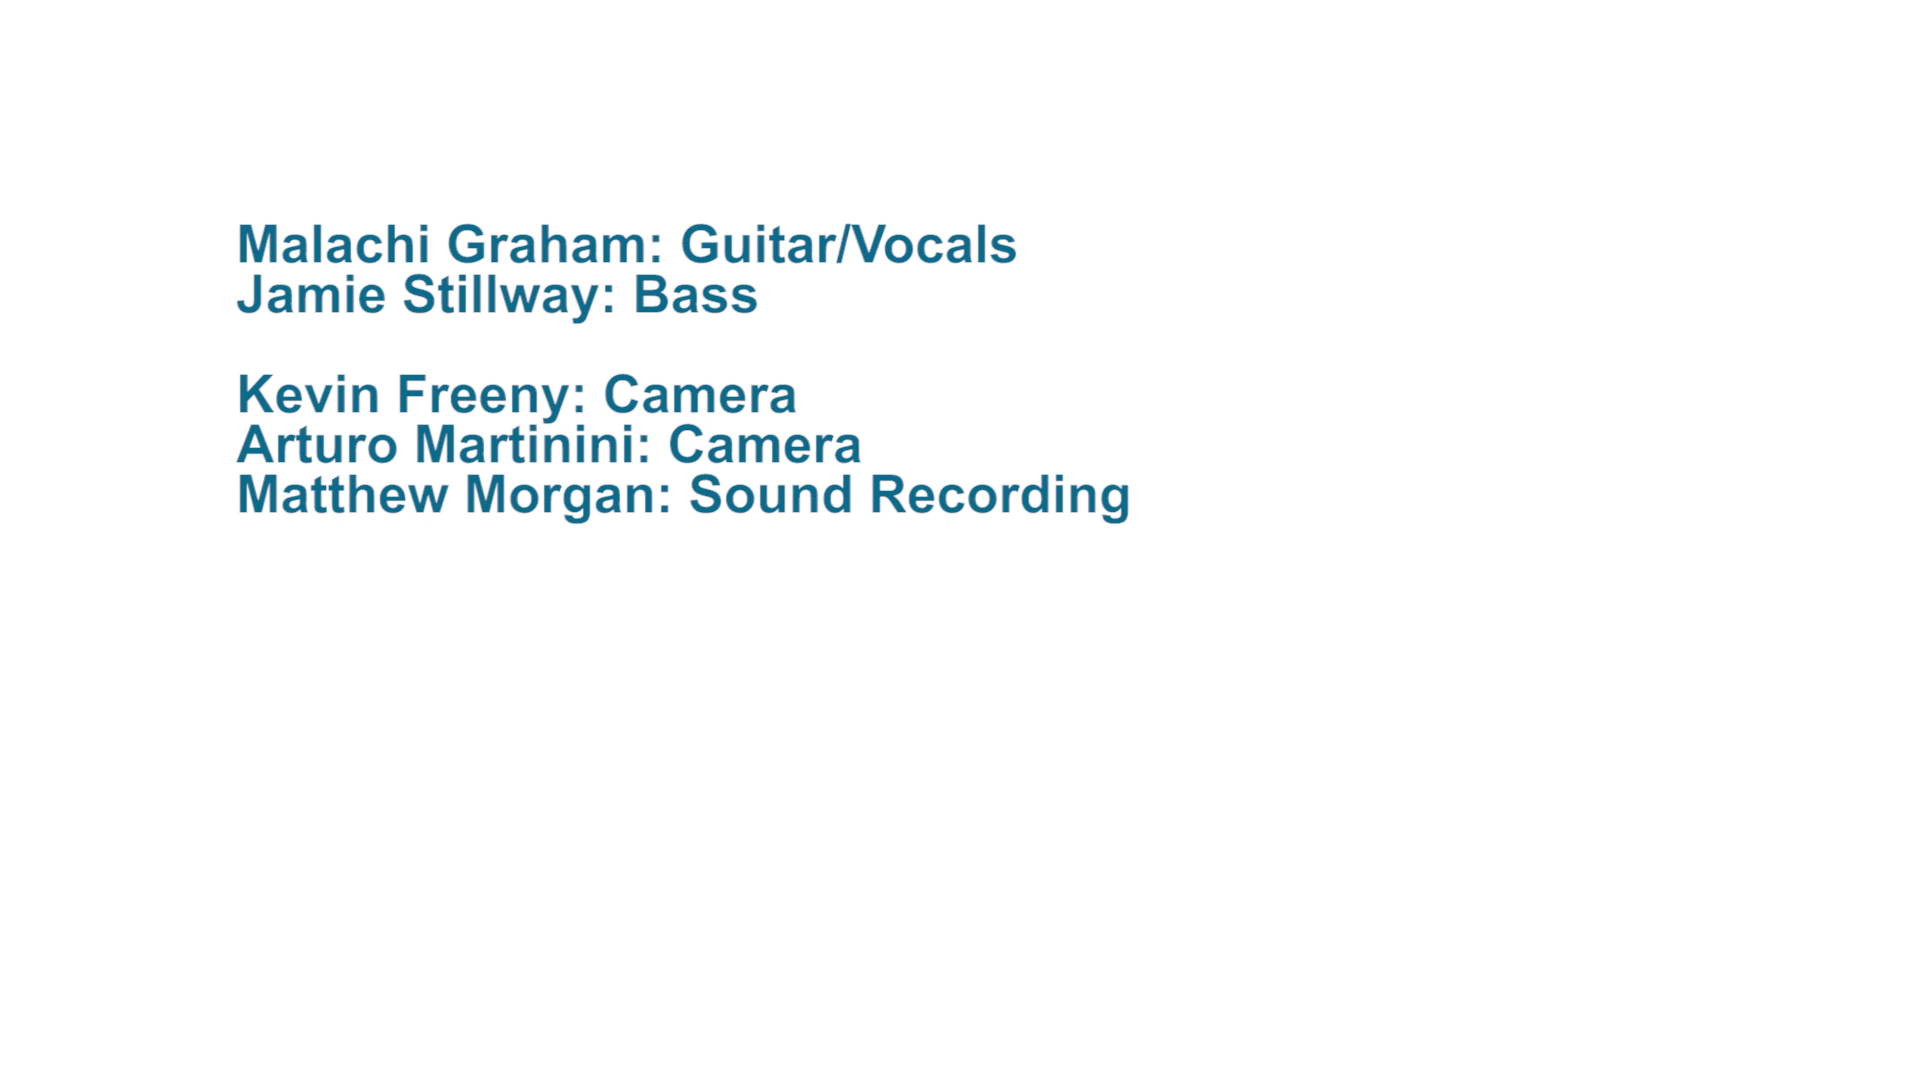 Malachi Graham: Guitar/Vocals
Jamie Stillway: Bass
Kevin Freeny: Camera
Arturo Martinini: Camera
Matthew Morgan: Sound Recording